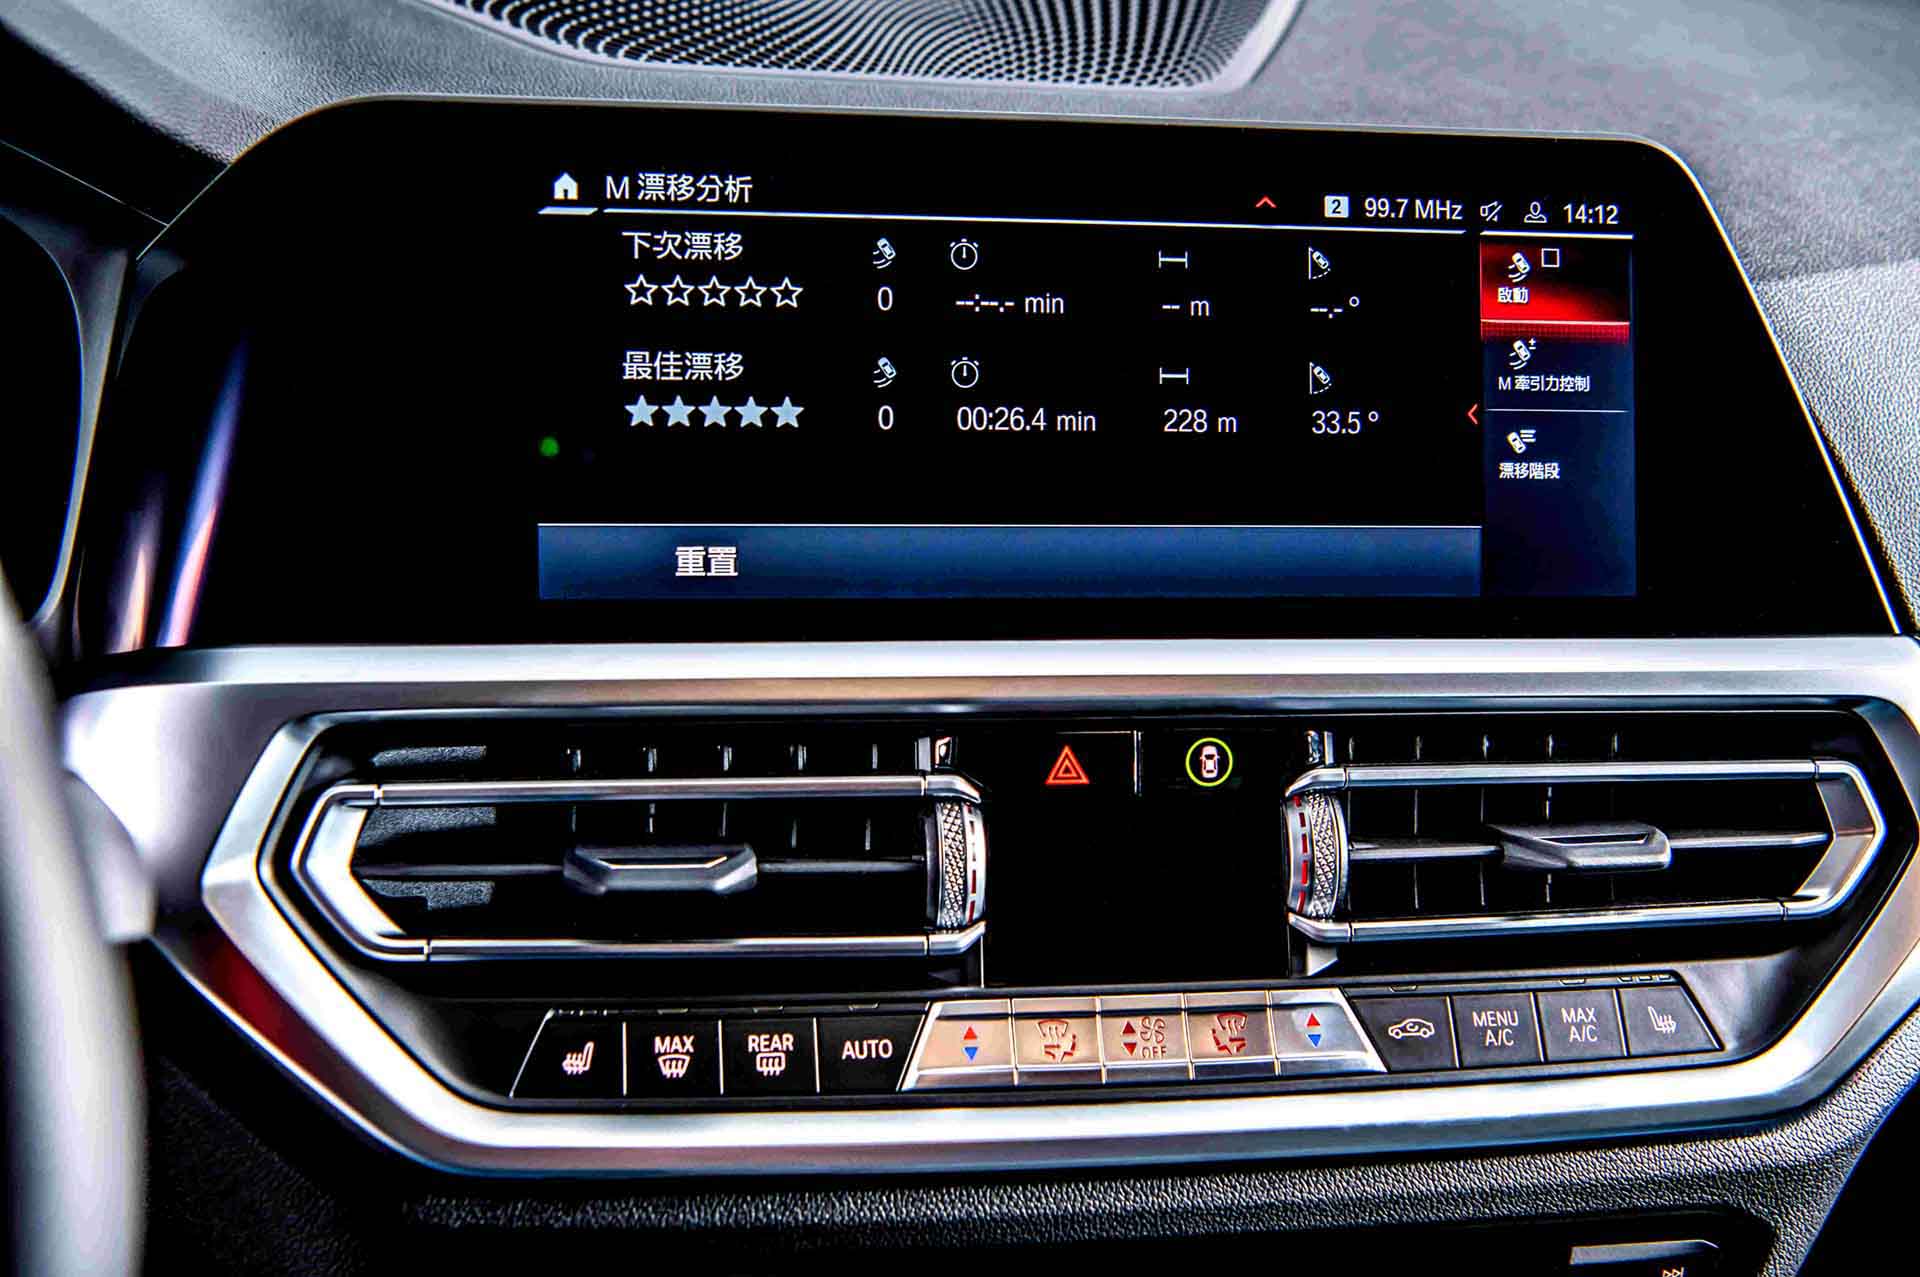 M 漂移分析
2 99.7 MHz 14:12
下次漂移
0 --:--.- min -- m --.- °
最佳漂移
0 00:26.4 min 228 m 33.5 °
重置
啟動
M 牽引力控制
漂移階段
MAX
REAR
AUTO
OFF
MENU
A/C
MAX
A/C